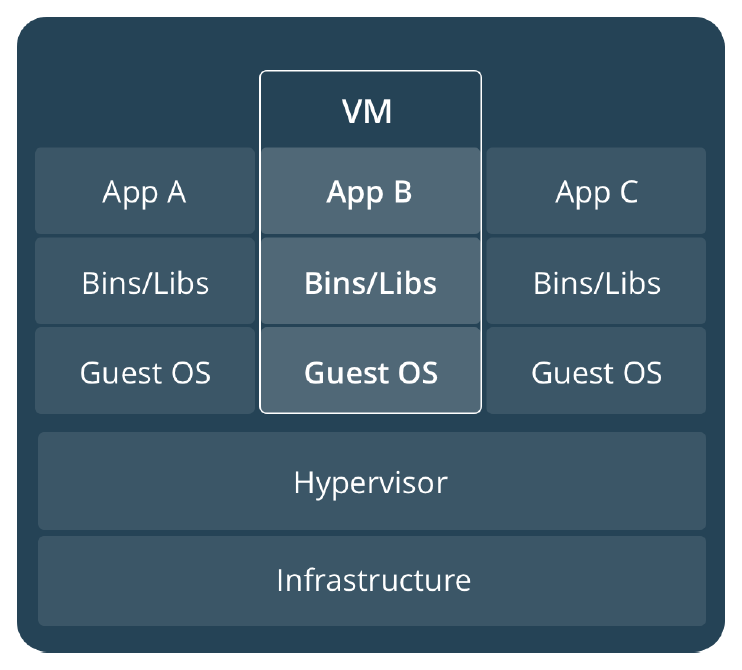 VM
App A
App B
App C
Bins/Libs
Bins/Libs
Bins/Libs
Guest OS
Guest OS
Guest OS
Hypervisor
Infrastructure